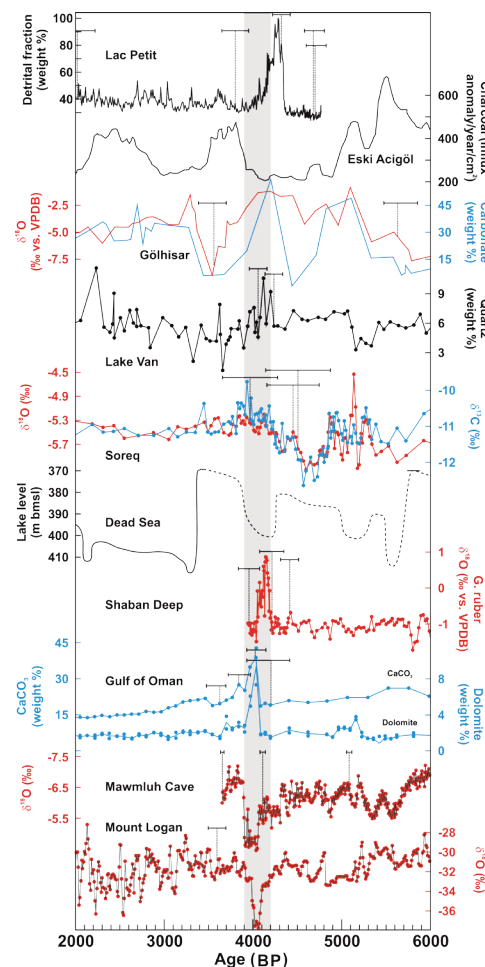 Detrital fraction
(weight %)
100
80
60
40
Lac Petit
Charcoal influx
anomaly/year/cm²
600
400
200
Eski Acigöl
δ¹⁸O
(‰ vs. VPDB)
-2.5
-5.0
-7.5
Gölhisar
Carbonate
(weight %)
45
30
15
Lake Van
Quartz
(weight %)
9
6
3
δ¹⁸O (‰)
-4.5
-4.9
-5.3
-5.7
Soreq
δ¹³C (‰)
-10
-11
-12
Lake level
(m bmsl)
370
380
390
400
410
Dead Sea
Shaban Deep
G. ruber
δ¹⁸O (‰ vs. VPDB)
1
0
-1
CaCO₃
(weight %)
45
30
15
Gulf of Oman
CaCO₃
Dolomite
Dolomite
(weight %)
8
4
0
δ¹⁸O (‰)
-7.5
-6.5
-5.5
Mawmluh Cave
Mount Logan
δ¹⁸O (‰)
-28
-30
-32
-34
-36
2000 3000 4000 5000 6000
Age (BP)